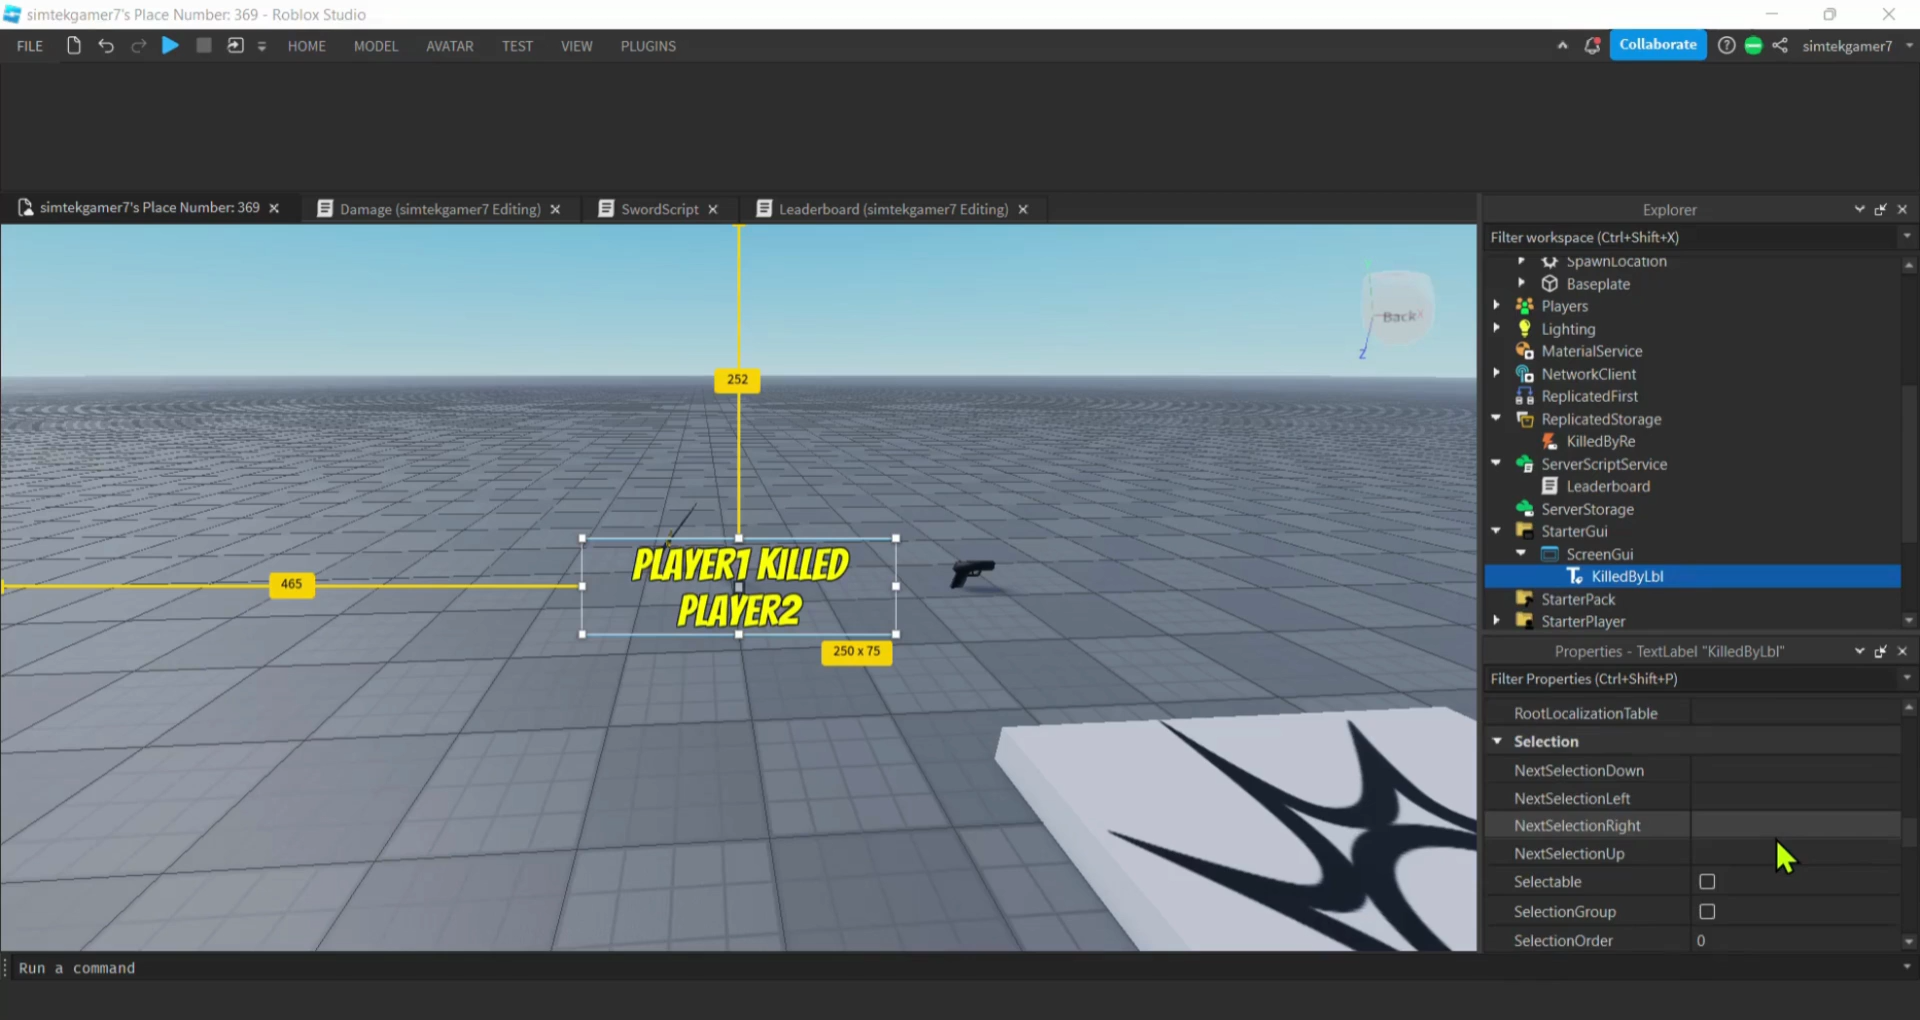 simtekgamer7's Place Number: 369 - Roblox Studio
FILE HOME MODEL AVATAR TEST VIEW PLUGINS Collaborate simtekgamer7
simtekgamer7's Place Number: 369 Damage (simtekgamer7 Editing) SwordScript Leaderboard (simtekgamer7 Editing)
252
465
PLAYER1 KILLED
PLAYER2
250 x 75
Back
Z
Explorer
Filter workspace (Ctrl+Shift+X)
SpawnLocation
Baseplate
Players
Lighting
MaterialService
NetworkClient
ReplicatedFirst
ReplicatedStorage
KilledByRe
ServerScriptService
Leaderboard
ServerStorage
StarterGui
ScreenGui
KilledByLbl
StarterPack
StarterPlayer
Properties - TextLabel "KilledByLbl"
Filter Properties (Ctrl+Shift+P)
RootLocalizationTable
Selection
NextSelectionDown
NextSelectionLeft
NextSelectionRight
NextSelectionUp
Selectable
SelectionGroup
SelectionOrder 0
Run a command